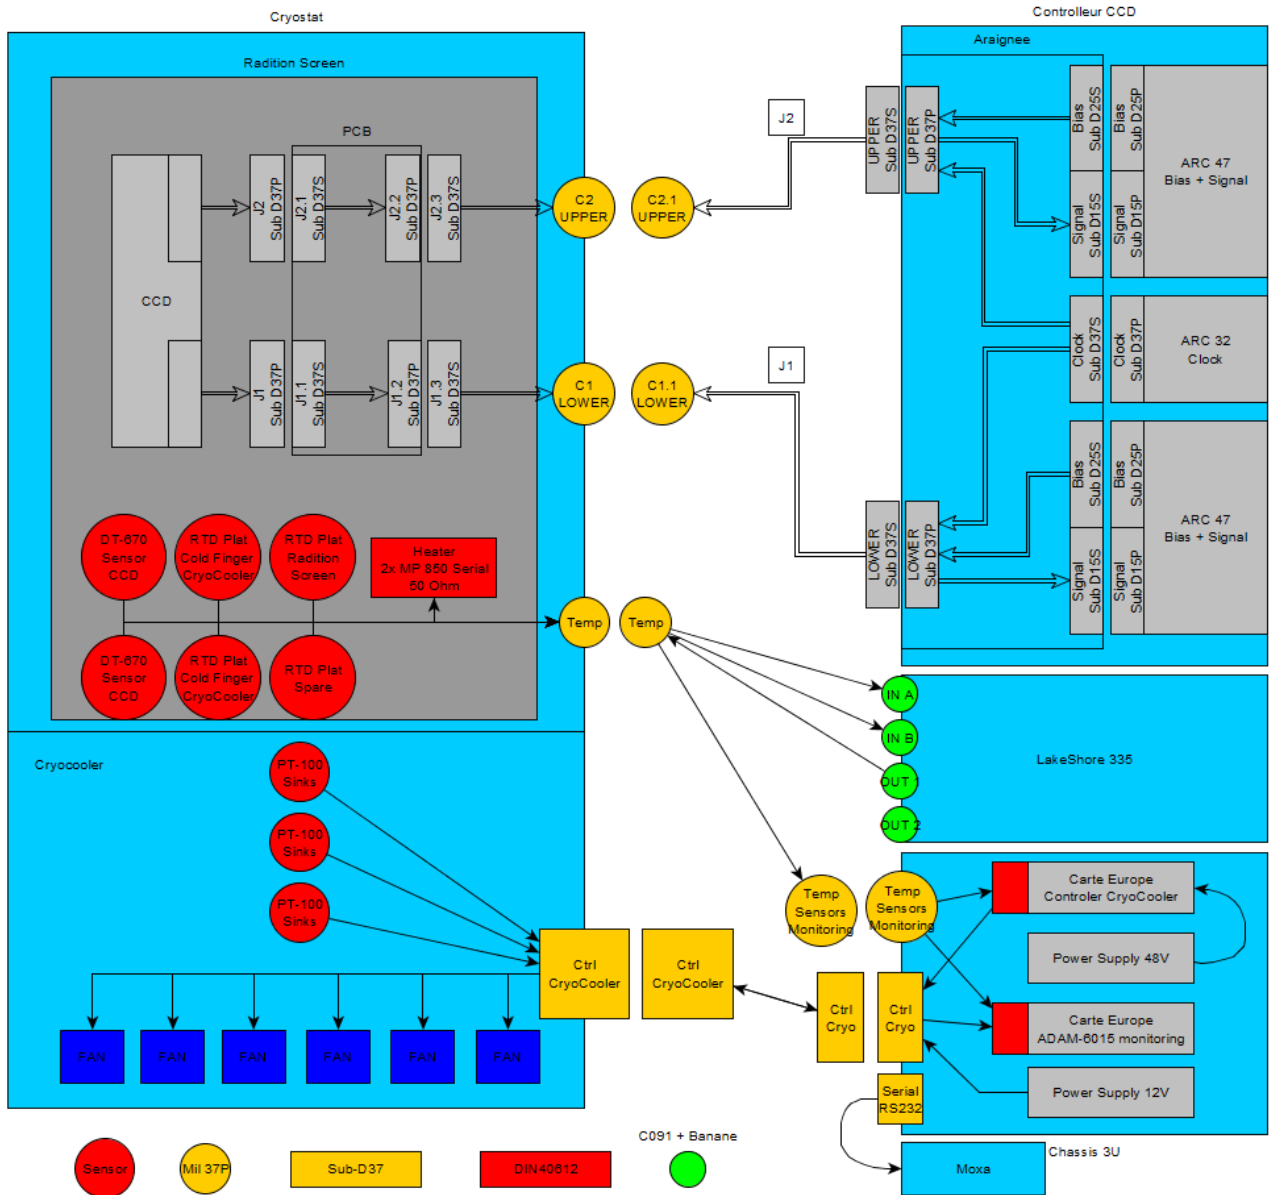 Cryostat
Controlleur CCD
Radition Screen
Araignee
PCB
CCD
J2
Sub D37P
J2.1
Sub D37S
J2.2
Sub D37P
J2.3
Sub D37S
C2
UPPER
C2.1
UPPER
J2
UPPER
Sub D37S
UPPER
Sub D37P
Bias
Sub D25S
Bias
Sub D25P
Signal
Sub D15S
Signal
Sub D15P
ARC 47
Bias + Signal
Clock
Sub D37S
Clock
Sub D37P
ARC 32
Clock
J1
Sub D37P
J1.1
Sub D37S
J1.2
Sub D37P
J1.3
Sub D37S
C1
LOWER
C1.1
LOWER
J1
LOWER
Sub D37S
LOWER
Sub D37P
Bias
Sub D25S
Bias
Sub D25P
Signal
Sub D15S
Signal
Sub D15P
ARC 47
Bias + Signal
DT-670
Sensor
CCD
RTD Plat
Cold Finger
CryoCooler
RTD Plat
Radition
Screen
Heater
2x MP 850 Serial
50 Ohm
DT-670
Sensor
CCD
RTD Plat
Cold Finger
CryoCooler
RTD Plat
Spare
Temp
Temp
IN A
IN B
OUT 1
OUT 2
LakeShore 335
Cryocooler
PT-100
Sinks
PT-100
Sinks
PT-100
Sinks
Ctrl
CryoCooler
Ctrl
CryoCooler
Temp
Sensors
Monitoring
Temp
Sensors
Monitoring
Carte Europe
Controler CryoCooler
Power Supply 48V
Ctrl
Cryo
Ctrl
Cryo
Carte Europe
ADAM-6015 monitoring
Power Supply 12V
Serial
RS232
FAN
FAN
FAN
FAN
FAN
FAN
Chassis 3U
Moxa
Sensor
Mil 37P
Sub-D37
DIN40612
C091 + Banane